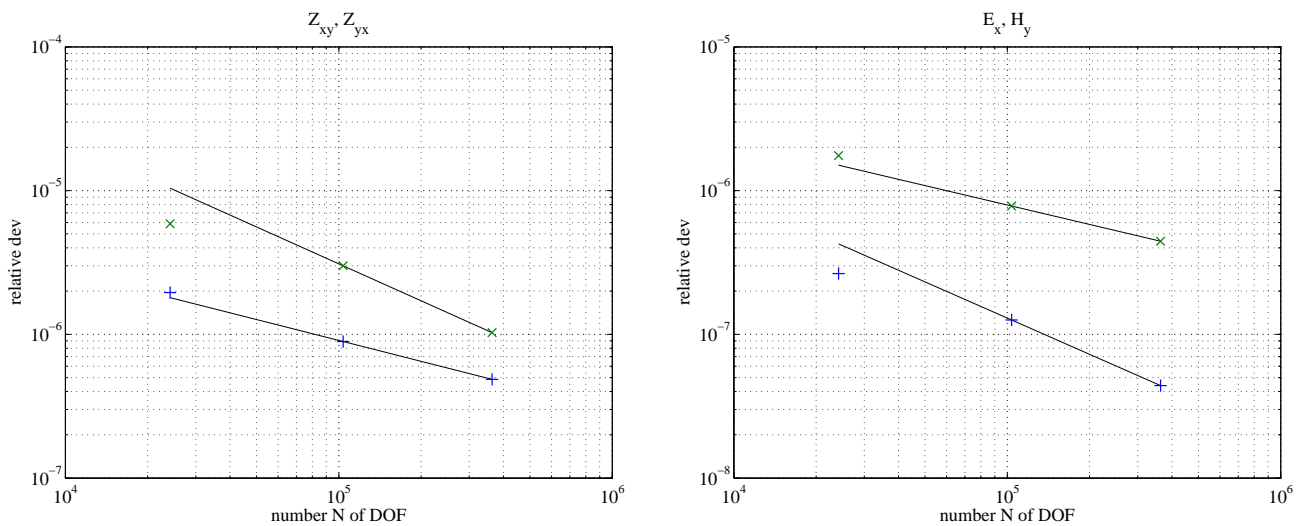 Z_xy, Z_yx
10^−4
10^−5
10^−6
10^−7
relative dev
10^4
10^5
10^6
number N of DOF
E_x, H_y
10^−5
10^−6
10^−7
10^−8
relative dev
10^4
10^5
10^6
number N of DOF